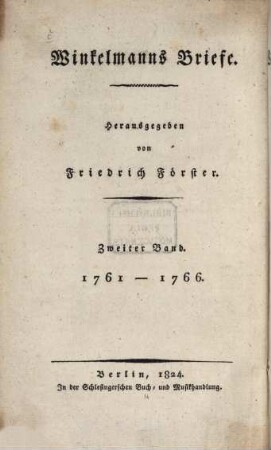 Winkelmanns Briefe.
Herausgegeben
von
Friedrich Förster.
Zweiter Band.
1761 — 1766.
Berlin, 1824.
In der Schlesingerschen Buch- und Musikhandlung.